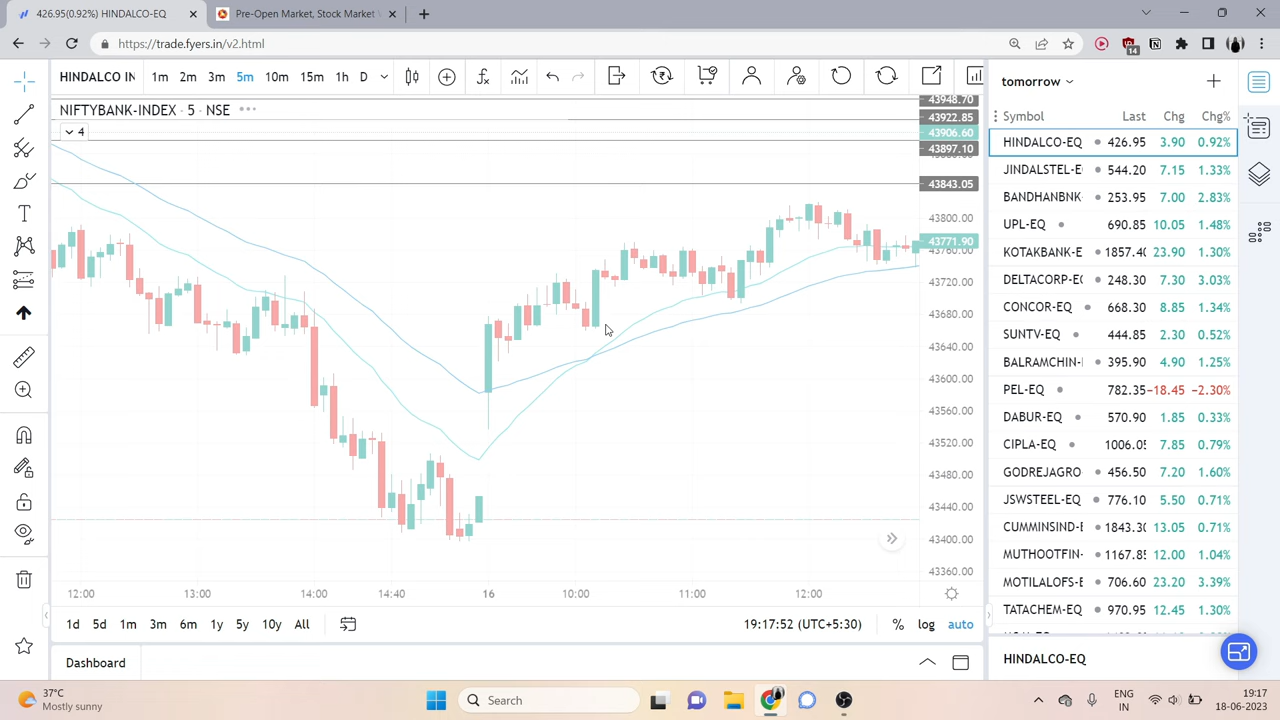 426.95(0.92%) HINDALCO-EQ
Pre-Open Market, Stock Market
https://trade.fyers.in/v2.html
14
HINDALCO IN 1m 2m 3m 5m 10m 15m 1h D
tomorrow
NIFTYBANK-INDEX · 5 · NSE
4
Symbol Last Chg Chg%
HINDALCO-EQ 426.95 3.90 0.92%
JINDALSTEL-E 544.20 7.15 1.33%
BANDHANBNK- 253.95 7.00 2.83%
UPL-EQ 690.85 10.05 1.48%
KOTAKBANK-E 1857.40 23.90 1.30%
DELTACORP-E 248.30 7.30 3.03%
CONCOR-EQ 668.30 8.85 1.34%
SUNTV-EQ 444.85 2.30 0.52%
BALRAMCHIN- 395.90 4.90 1.25%
PEL-EQ 782.35 −18.45 −2.30%
DABUR-EQ 570.90 1.85 0.33%
CIPLA-EQ 1006.05 7.85 0.79%
GODREJAGRO 456.50 7.20 1.60%
JSWSTEEL-EQ 776.10 5.50 0.71%
CUMMINSIND-E 1843.30 13.05 0.71%
MUTHOOTFIN- 1167.85 12.00 1.04%
MOTILALOFS-E 706.60 23.20 3.39%
TATACHEM-EQ 970.95 12.45 1.30%
HINDALCO-EQ
43948.70
43922.85
43906.60
43897.10
43843.05
43800.00
43771.90
43720.00
43680.00
43640.00
43600.00
43560.00
43520.00
43480.00
43440.00
43400.00
43360.00
12:00 13:00 14:00 14:40 16 10:00 11:00 12:00
1d 5d 1m 3m 6m 1y 5y 10y All
19:17:52 (UTC+5:30) % log auto
Dashboard
37°C
Mostly sunny
Search
ENG
IN
19:17
18-06-2023